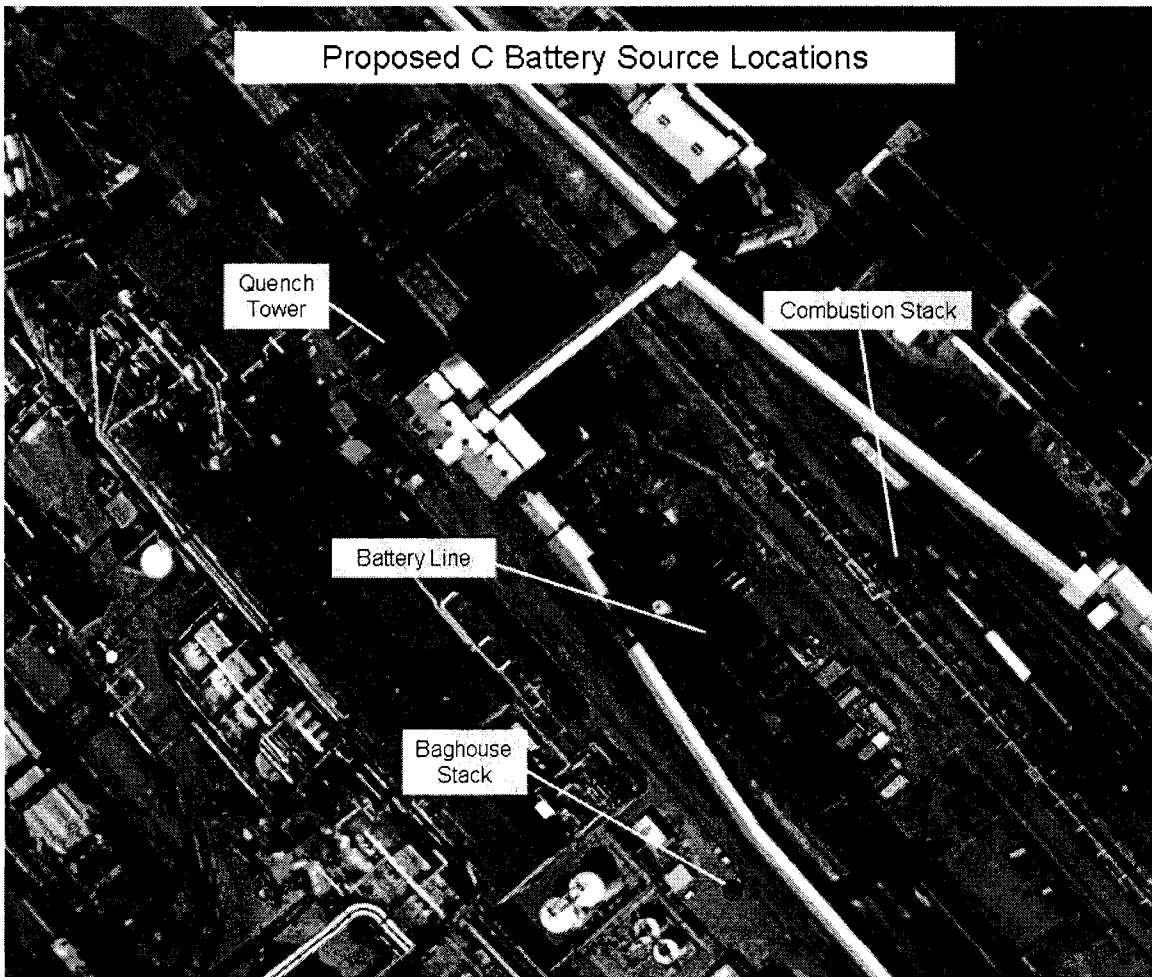 Proposed C Battery Source Locations
Quench
Tower
Combustion Stack
Battery Line
Baghouse
Stack